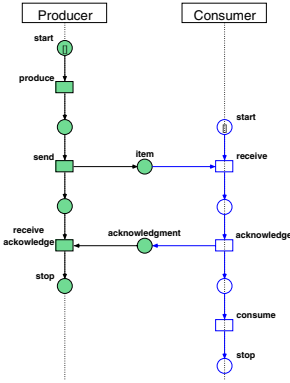 Producer
Consumer
start
produce
start
send
item
receive
receive
ackowledge
acknowledgment
acknowledge
stop
consume
stop